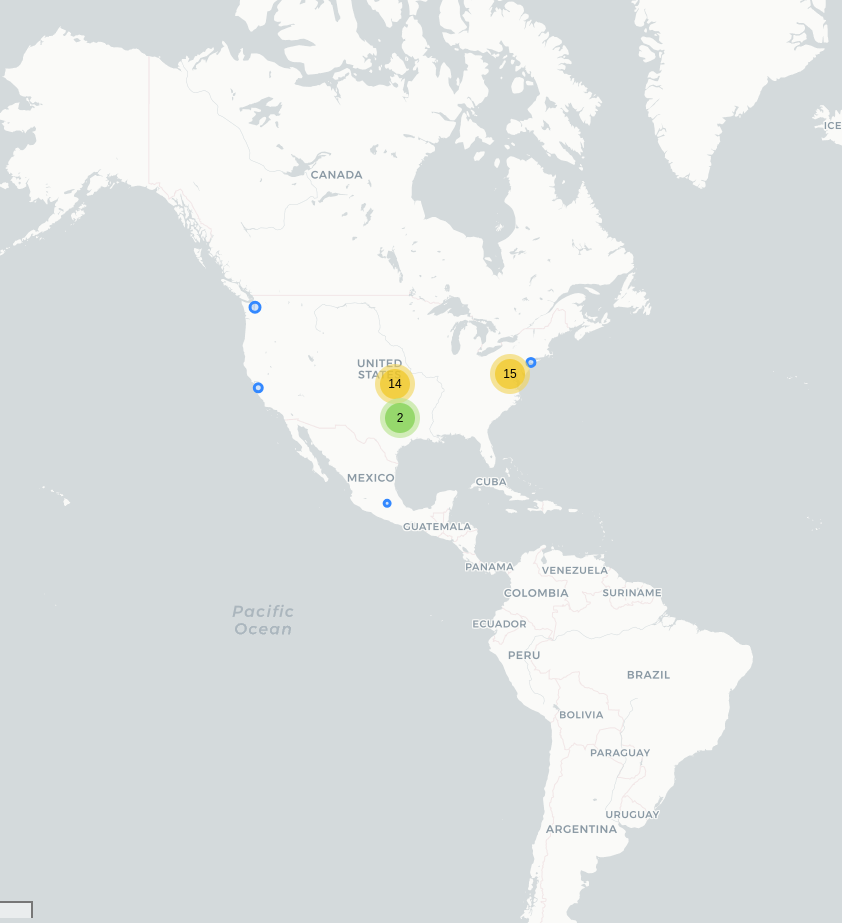 ICE
CANADA
UNITED
STATES
15
14
2
MEXICO
CUBA
GUATEMALA
PANAMA
VENEZUELA
COLOMBIA
SURINAME
Pacific
Ocean
ECUADOR
PERU
BRAZIL
BOLIVIA
PARAGUAY
URUGUAY
ARGENTINA